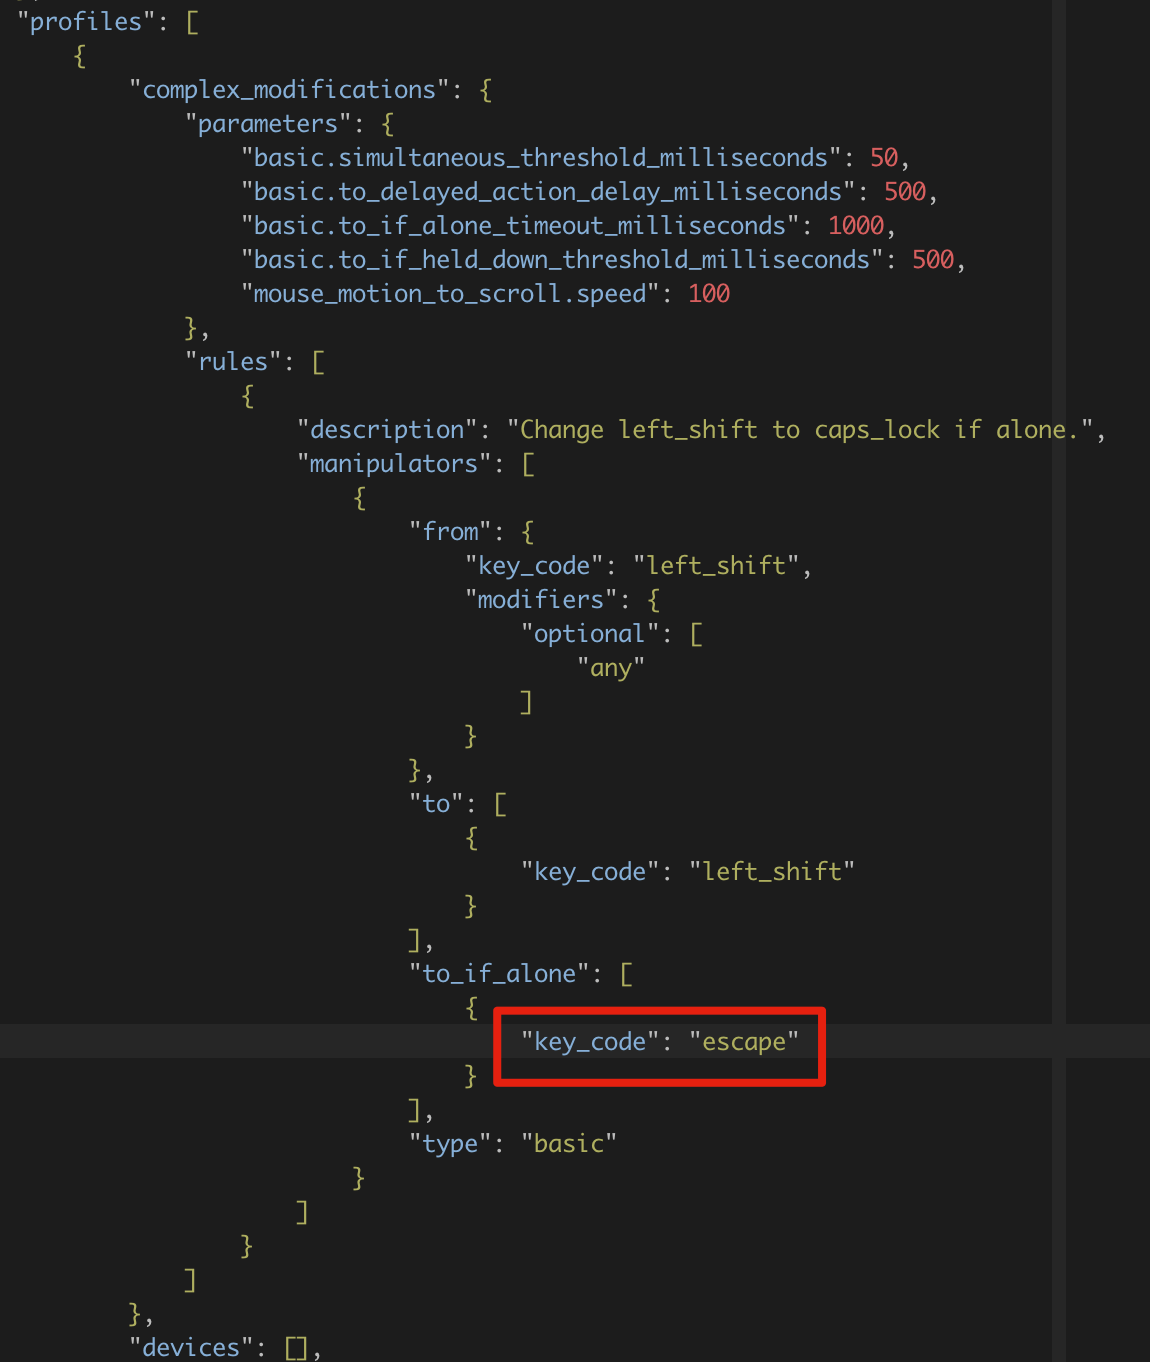 "profiles": [
{
"complex_modifications": {
"parameters": {
"basic.simultaneous_threshold_milliseconds": 50,
"basic.to_delayed_action_delay_milliseconds": 500,
"basic.to_if_alone_timeout_milliseconds": 1000,
"basic.to_if_held_down_threshold_milliseconds": 500,
"mouse_motion_to_scroll.speed": 100
},
"rules": [
{
"description": "Change left_shift to caps_lock if alone.",
"manipulators": [
{
"from": {
"key_code": "left_shift",
"modifiers": {
"optional": [
"any"
]
}
},
"to": [
{
"key_code": "left_shift"
}
],
"to_if_alone": [
{
"key_code": "escape"
}
],
"type": "basic"
}
]
}
]
},
"devices": [],